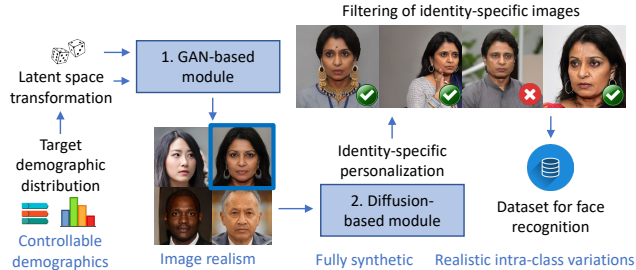 Filtering of identity-specific images
1. GAN-based
module
Latent space
transformation
Target
demographic
distribution
Controllable
demographics
Image realism
Identity-specific
personalization
2. Diffusion-
based module
Fully synthetic
Dataset for face
recognition
Realistic intra-class variations